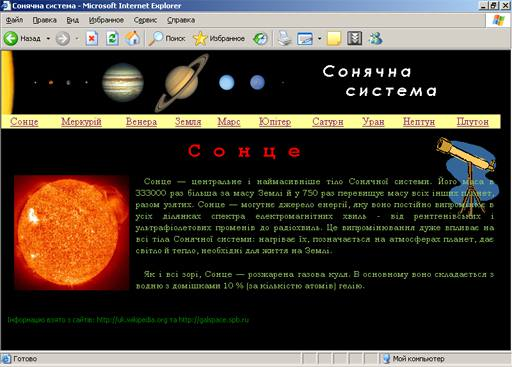 Сонячна система - Microsoft Internet Explorer
Файл Правка Вид Избранное Сервис Справка
Назад Поиск Избранное
Сонячна
система
Сонце Меркурій Венера Земля Марс Юпітер Сатурн Уран Нептун Плутон
Сонце
Сонце — центральне і наймасивніше тіло Сонячної системи. Його маса в
333000 раз більша за масу Землі й у 750 раз перевищує масу всіх інших планет,
разом узятих. Сонце — могутнє джерело енергії, яку воно постійно випромінює в
усіх ділянках спектра електромагнітних хвиль - від рентгенівських і
ультрафіолетових променів до радіохвиль. Це випромінювання дуже впливає на
всі тіла Сонячної системи: нагріває їх, позначається на атмосферах планет, дає
світло й тепло, необхідні для життя на Землі.
Як і всі зорі, Сонце — розжарена газова куля. В основному воно складається з
водню з домішками 10 % (за кількістю атомів) гелію.
Інформацію взято з сайтів: http://uk.wikipedia.org та http://galspace.spb.ru
Готово Мой компьютер